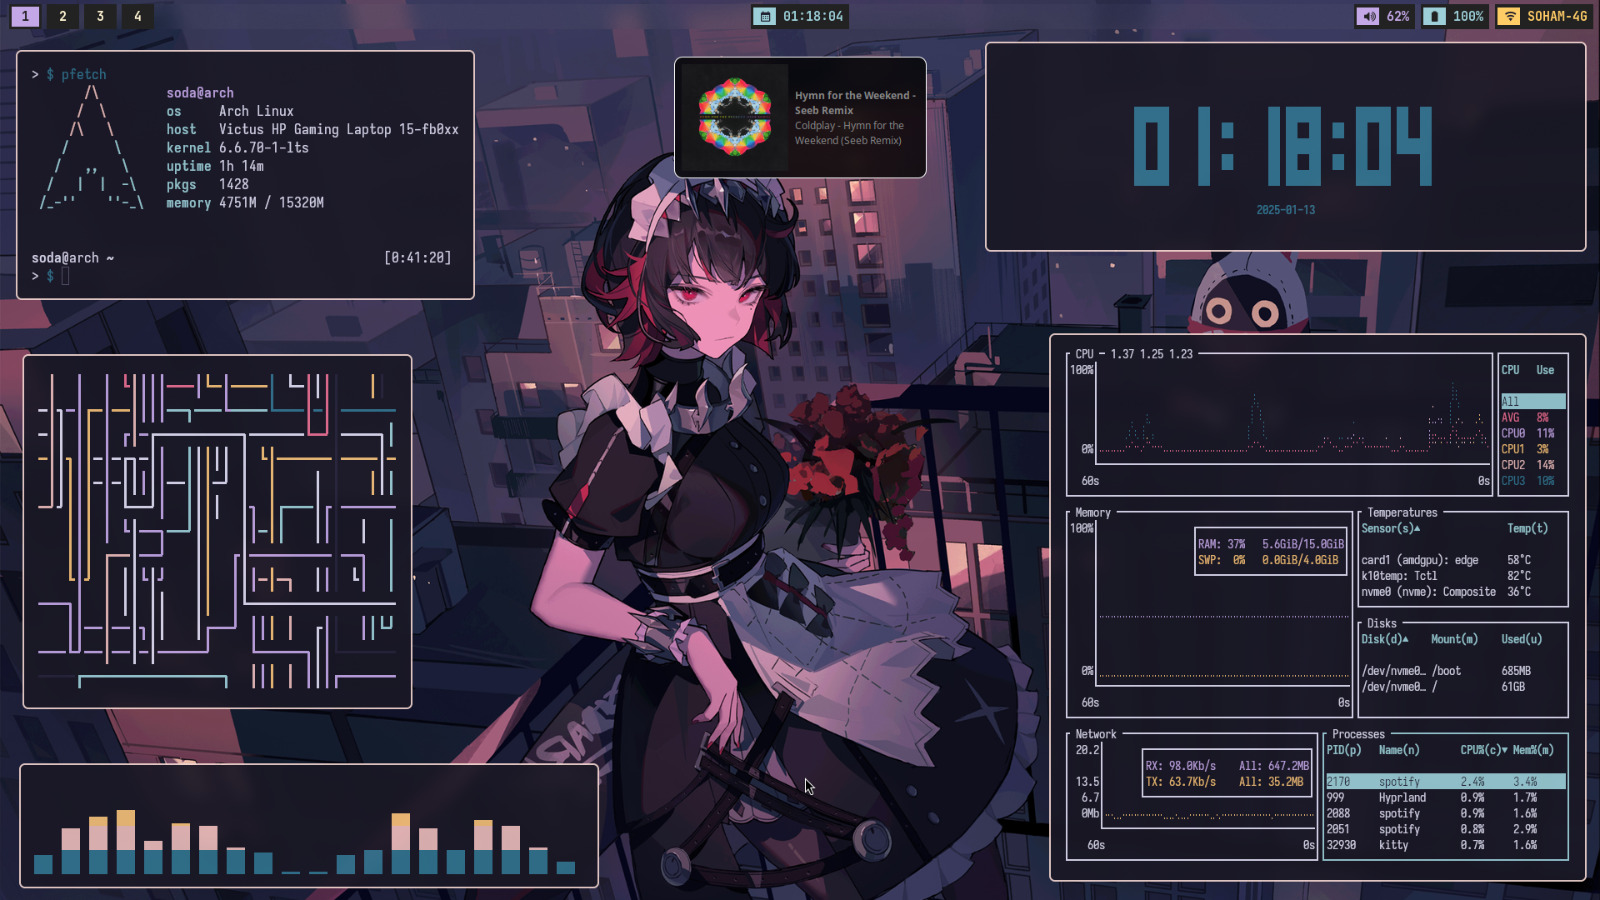 1 2 3 4
01:18:04
62% 100% SOHAM-4G
> $ pfetch
soda@arch
os Arch Linux
host Victus HP Gaming Laptop 15-fb0xx
kernel 6.6.70-1-lts
uptime 1h 14m
pkgs 1428
memory 4751M / 15320M
soda@arch ~ [0:41:20]
> $
Hymn for the Weekend -
Seeb Remix
Coldplay - Hymn for the
Weekend (Seeb Remix)
01:18:04
2025-01-13
CPU — 1.37 1.25 1.23
100%
0%
60s 0s
CPU Use
All
AVG 8%
CPU0 11%
CPU1 3%
CPU2 14%
CPU3 10%
Memory
100%
RAM: 37% 5.6GiB/15.0GiB
SWP: 0% 0.0GiB/4.0GiB
0%
60s 0s
Temperatures
Sensor(s)▲ Temp(t)
card1 (amdgpu): edge 58°C
k10temp: Tctl 82°C
nvme0 (nvme): Composite 36°C
Disks
Disk(d)▲ Mount(m) Used(u)
/dev/nvme0… /boot 685MB
/dev/nvme0… / 61GB
Network
20.2
13.5
6.7
0Mb
RX: 98.0Kb/s All: 647.2MB
TX: 63.7Kb/s All: 35.2MB
60s 0s
Processes
PID(p) Name(n) CPU%(c)▼ Mem%(m)
2170 spotify 2.4% 3.4%
999 Hyprland 0.9% 1.7%
2088 spotify 0.9% 1.6%
2051 spotify 0.8% 2.9%
32930 kitty 0.7% 1.6%